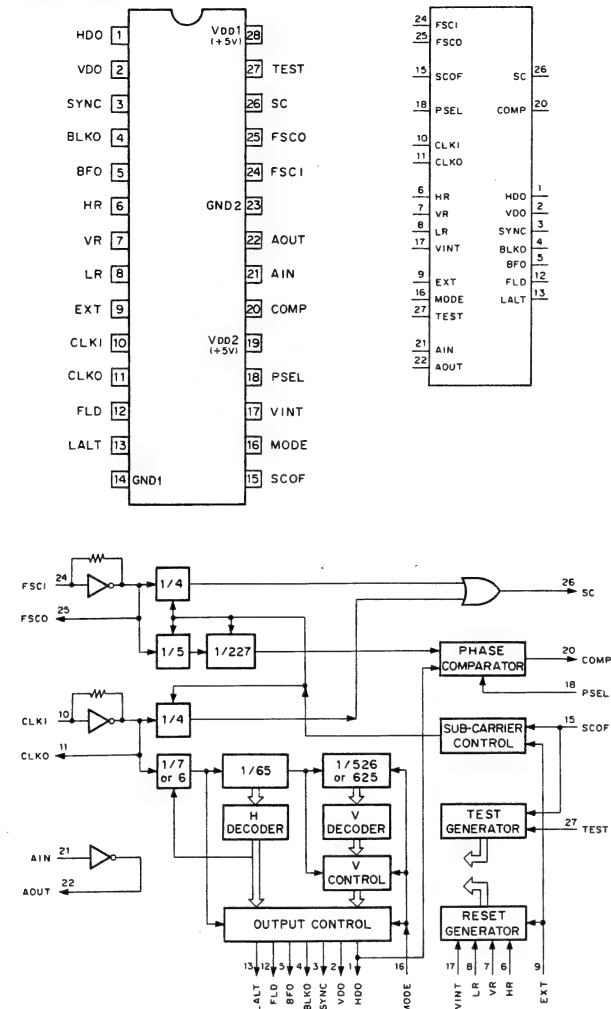 HDO 1
VDD1 28
(+5V)
VDO 2
27 TEST
SYNC 3
26 SC
BLKO 4
25 FSCO
BFO 5
24 FSCI
HR 6
GND2 23
VR 7
22 AOUT
LR 8
21 AIN
EXT 9
20 COMP
CLKI 10
VDD2 19
(+5V)
CLKO 11
18 PSEL
FLD 12
17 VINT
LALT 13
16 MODE
14 GND1
15 SCOF
24 FSCI
25 FSCO
15 SCOF
SC 26
18 PSEL
COMP 20
10 CLKI
11 CLKO
6 HR
HDO 1
7 VR
VDO 2
8 LR
SYNC 3
17 VINT
BLKO 4
BFO 5
9 EXT
FLD 12
16 MODE
LALT 13
27 TEST
21 AIN
22 AOUT
FSCI 24
1/4
26 SC
FSCO 25
1/5
1/227
PHASE
COMPARATOR
20 COMP
18 PSEL
CLKI 10
1/4
SUB-CARRIER
CONTROL
15 SCOF
CLKO 11
1/7
or 6
1/65
1/526
or 625
H
DECODER
V
DECODER
TEST
GENERATOR
27 TEST
AIN 21
AOUT 22
V
CONTROL
OUTPUT CONTROL
RESET
GENERATOR
13 12 5 4 3 2 1 16 17 8 7 6 9
LALT FLD BFO BLKO SYNC VDO HDO MODE VINT LR VR HR EXT